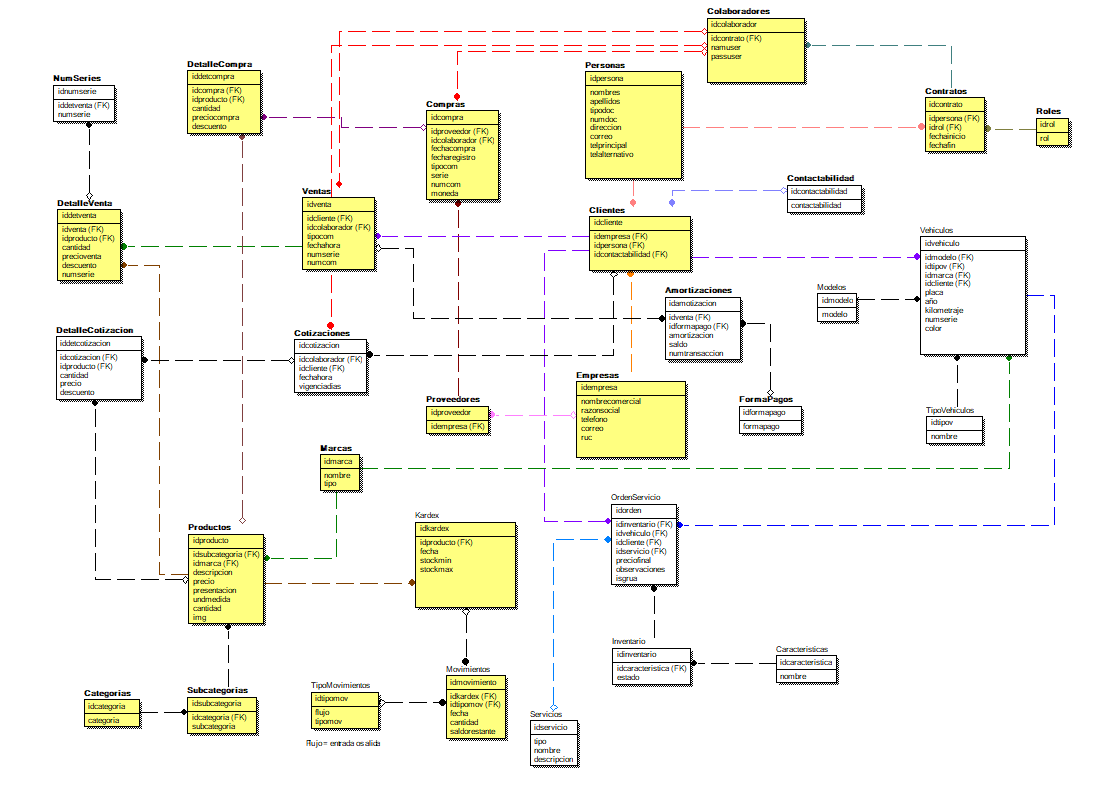 Colaboradores
idcolaborador
idcontrato (FK)
namuser
passuser
DetalleCompra
iddetcompra
idcompra (FK)
idproducto (FK)
cantidad
preciocompra
descuento
NumSeries
idnumserie
iddetventa (FK)
numserie
Personas
idpersona
nombres
apellidos
tipodoc
numdoc
direccion
correo
telprincipal
telalternativo
Compras
idcompra
idproveedor (FK)
idcolaborador (FK)
fechacompra
fecharegistro
tipocom
serie
numcom
moneda
Contratos
idcontrato
idpersona (FK)
idrol (FK)
fechainicio
fechafin
Roles
idrol
rol
Contactabilidad
idcontactabilidad
contactabilidad
Ventas
idventa
idcliente (FK)
idcolaborador (FK)
tipocom
fechahora
numserie
numcom
DetalleVenta
iddetventa
idventa (FK)
idproducto (FK)
cantidad
precioventa
descuento
numserie
Clientes
idcliente
idempresa (FK)
idpersona (FK)
idcontactabilidad (FK)
Vehiculos
idvehiculo
idmodelo (FK)
idtipov (FK)
idmarca (FK)
idcliente (FK)
placa
año
kilometraje
numserie
color
Modelos
idmodelo
modelo
Amortizaciones
idamotizacion
idventa (FK)
idformapago (FK)
amortizacion
saldo
numtransaccion
DetalleCotizacion
iddetcotizacion
idcotizacion (FK)
idproducto (FK)
cantidad
precio
descuento
Cotizaciones
idcotizacion
idcolaborador (FK)
idcliente (FK)
fechahora
vigenciadias
Empresas
idempresa
nombrecomercial
razonsocial
telefono
correo
ruc
Proveedores
idproveedor
idempresa (FK)
FormaPagos
idformapago
formapago
TipoVehiculos
idtipov
nombre
Marcas
idmarca
nombre
tipo
OrdenServicio
idorden
idinventario (FK)
idvehiculo (FK)
idcliente (FK)
idservicio (FK)
preciofinal
observaciones
isgrua
Kardex
idkardex
idproducto (FK)
fecha
stockmin
stockmax
Productos
idproducto
idsubcategoria (FK)
idmarca (FK)
descripcion
precio
presentacion
undmedida
cantidad
img
Inventario
idinventario
idcaracteristica (FK)
estado
Caracteristicas
idcaracteristica
nombre
Movimientos
idmovimiento
idkardex (FK)
idtipomov (FK)
fecha
cantidad
saldorestante
TipoMovimientos
idtipomov
flujo
tipomov
Flujo = entrada o salida
Categorias
idcategoria
categoria
Subcategorias
idsubcategoria
idcategoria (FK)
subcategoria
Servicios
idservicio
tipo
nombre
descripcion